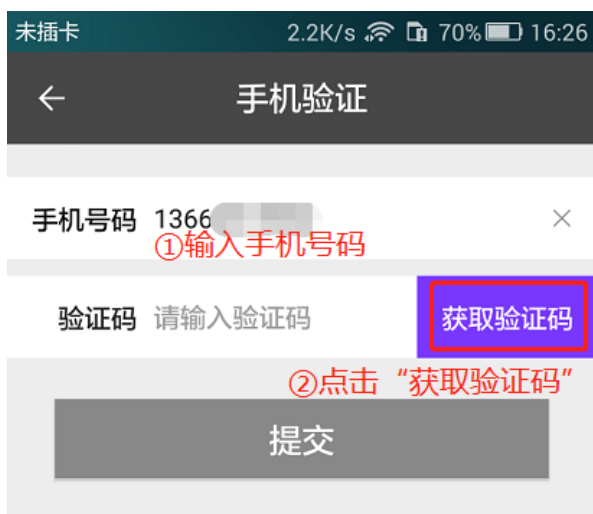 未插卡 2.2K/s 70% 16:26
手机验证
手机号码 1366
①输入手机号码
验证码 请输入验证码 获取验证码
②点击“获取验证码”
提交